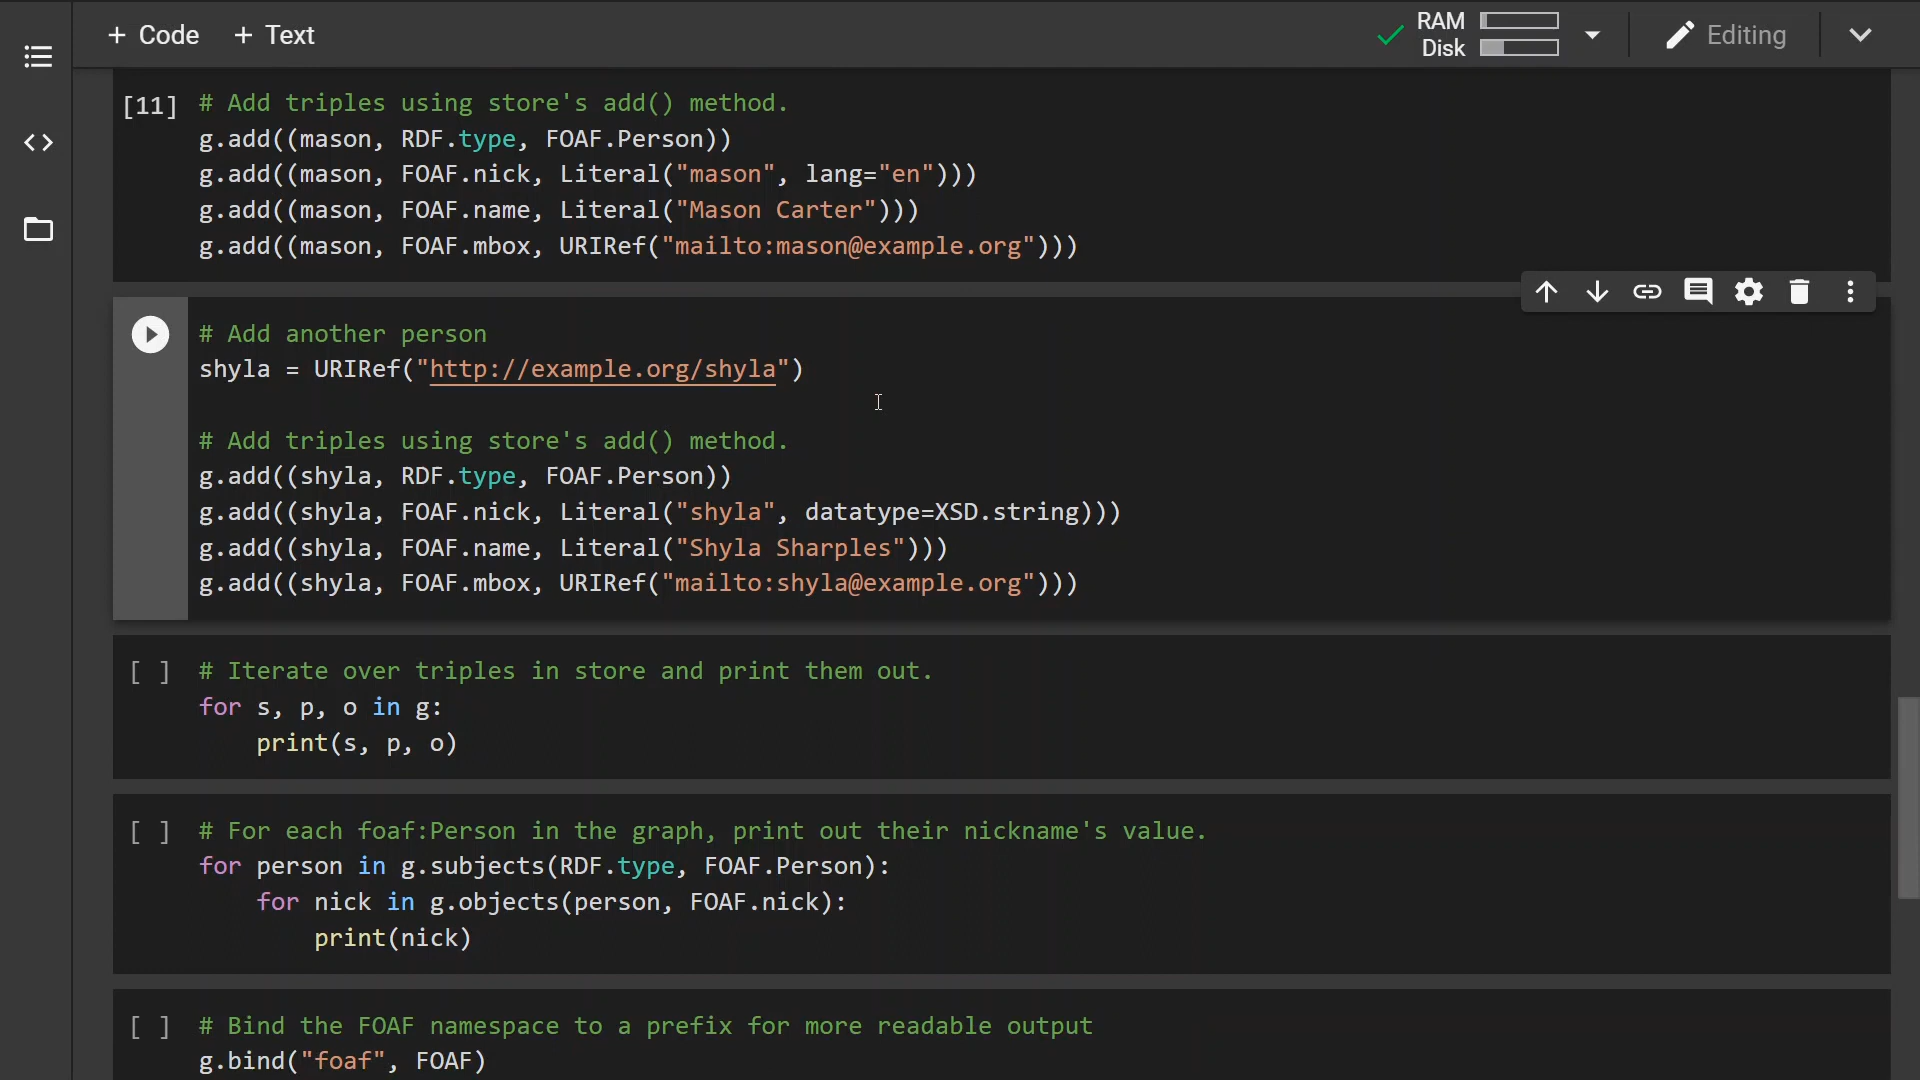 + Code + Text
RAM
Disk
Editing
[11] # Add triples using store's add() method.
g.add((mason, RDF.type, FOAF.Person))
g.add((mason, FOAF.nick, Literal("mason", lang="en")))
g.add((mason, FOAF.name, Literal("Mason Carter")))
g.add((mason, FOAF.mbox, URIRef("mailto:mason@example.org")))
# Add another person
shyla = URIRef("http://example.org/shyla")
# Add triples using store's add() method.
g.add((shyla, RDF.type, FOAF.Person))
g.add((shyla, FOAF.nick, Literal("shyla", datatype=XSD.string)))
g.add((shyla, FOAF.name, Literal("Shyla Sharples")))
g.add((shyla, FOAF.mbox, URIRef("mailto:shyla@example.org")))
[ ] # Iterate over triples in store and print them out.
for s, p, o in g:
    print(s, p, o)
[ ] # For each foaf:Person in the graph, print out their nickname's value.
for person in g.subjects(RDF.type, FOAF.Person):
    for nick in g.objects(person, FOAF.nick):
        print(nick)
[ ] # Bind the FOAF namespace to a prefix for more readable output
g.bind("foaf", FOAF)